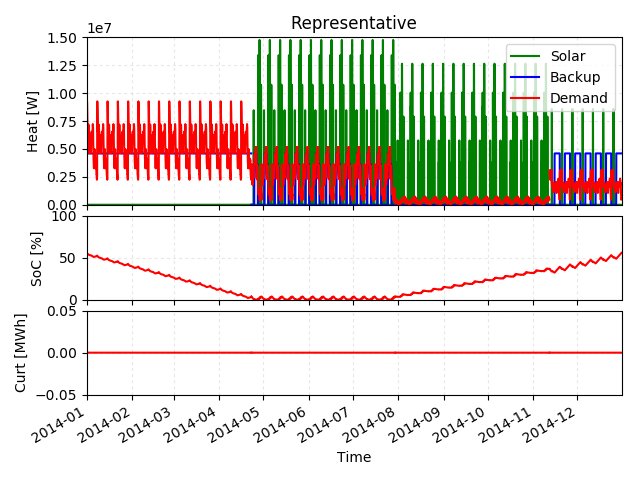 Representative
1e7
1.50
1.25
1.00
0.75
0.50
0.25
0.00
Heat [W]
Solar
Backup
Demand
100
50
0
SoC [%]
0.05
0.00
−0.05
Curt [MWh]
2014-01
2014-02
2014-03
2014-04
2014-05
2014-06
2014-07
2014-08
2014-09
2014-10
2014-11
2014-12
Time